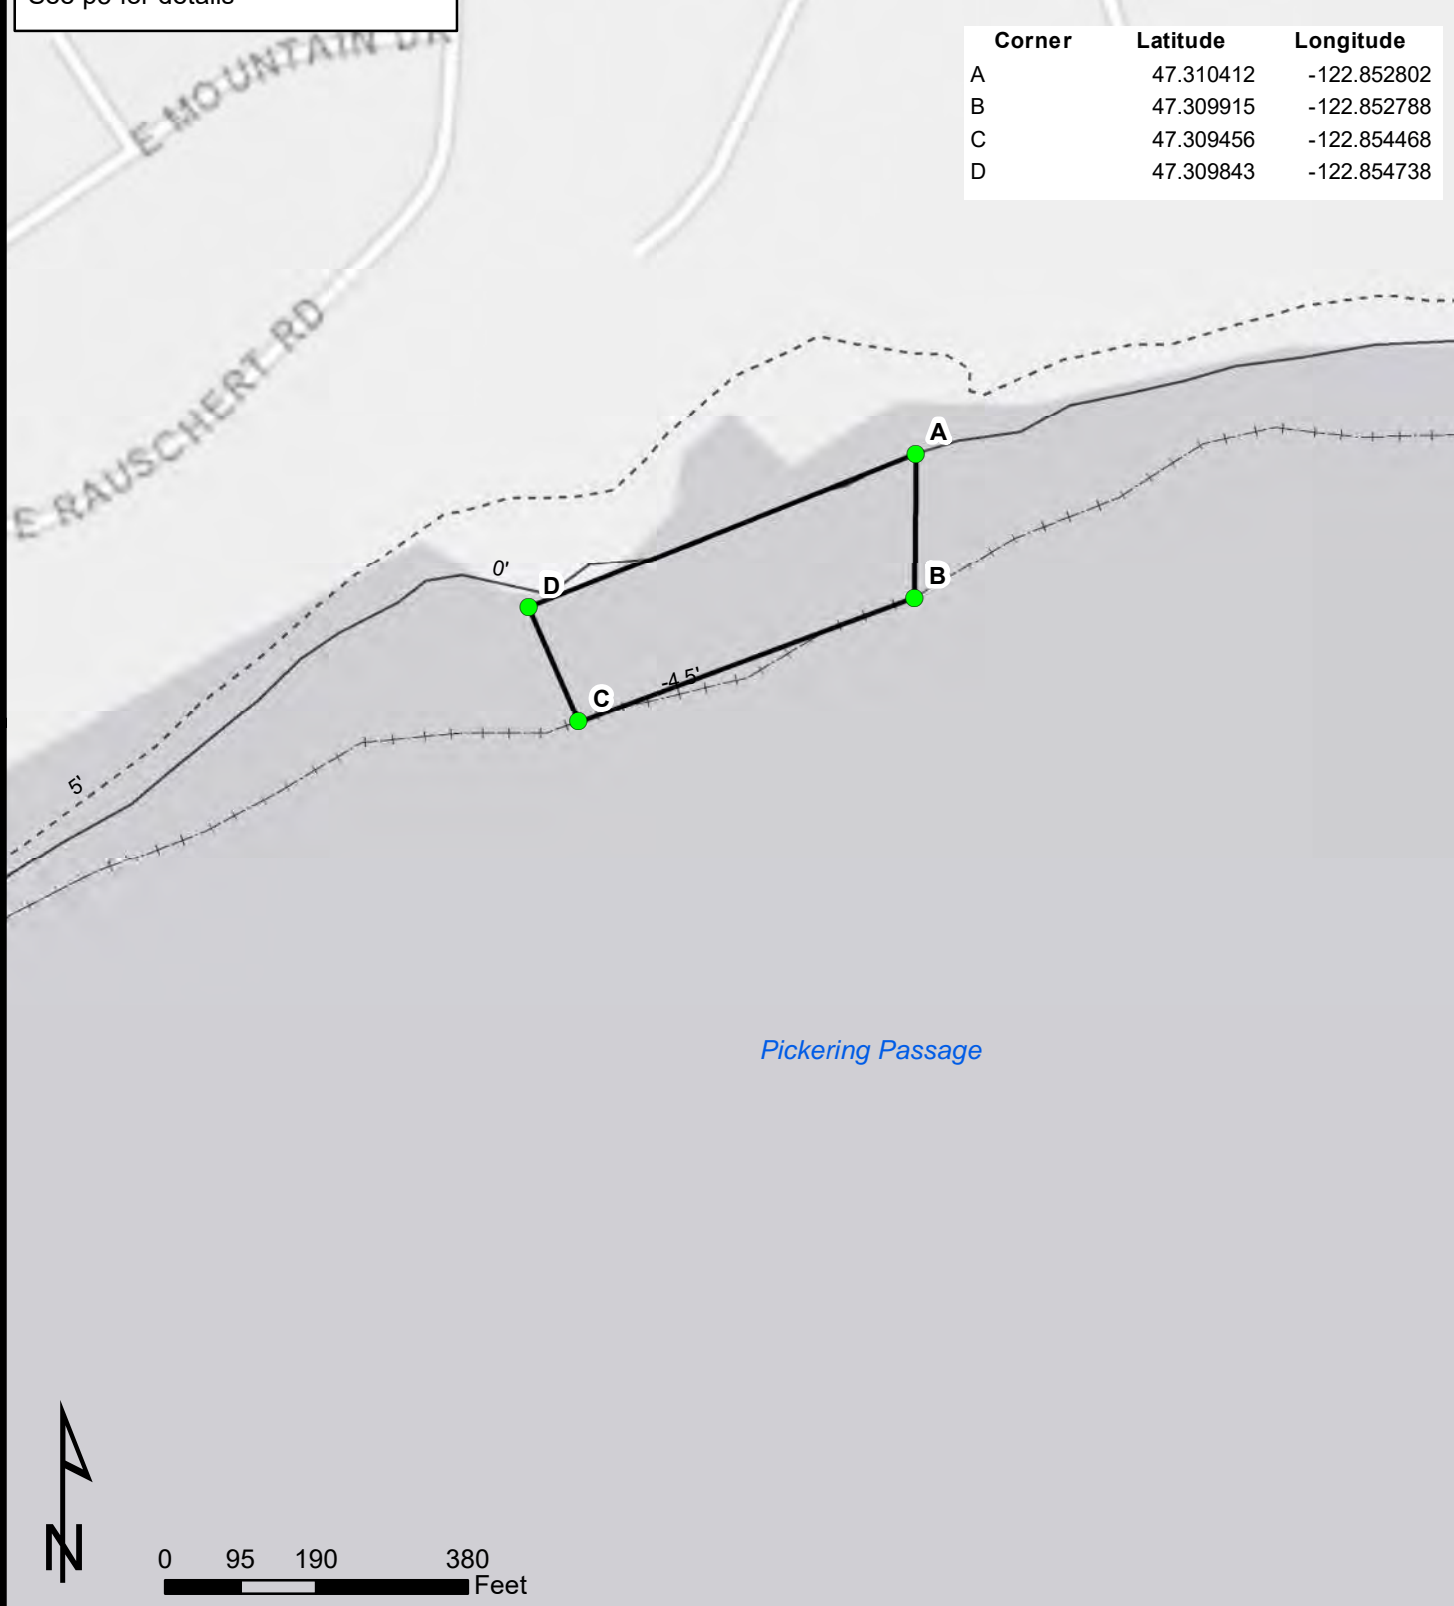 Corner Latitude Longitude
A 47.310412 -122.852802
B 47.309915 -122.852788
C 47.309456 -122.854468
D 47.309843 -122.854738
E MOUNTAIN DR
E RAUSCHERT RD
A
0'
D
B
-4.5'
C
5'
Pickering Passage
N
0 95 190 380
Feet